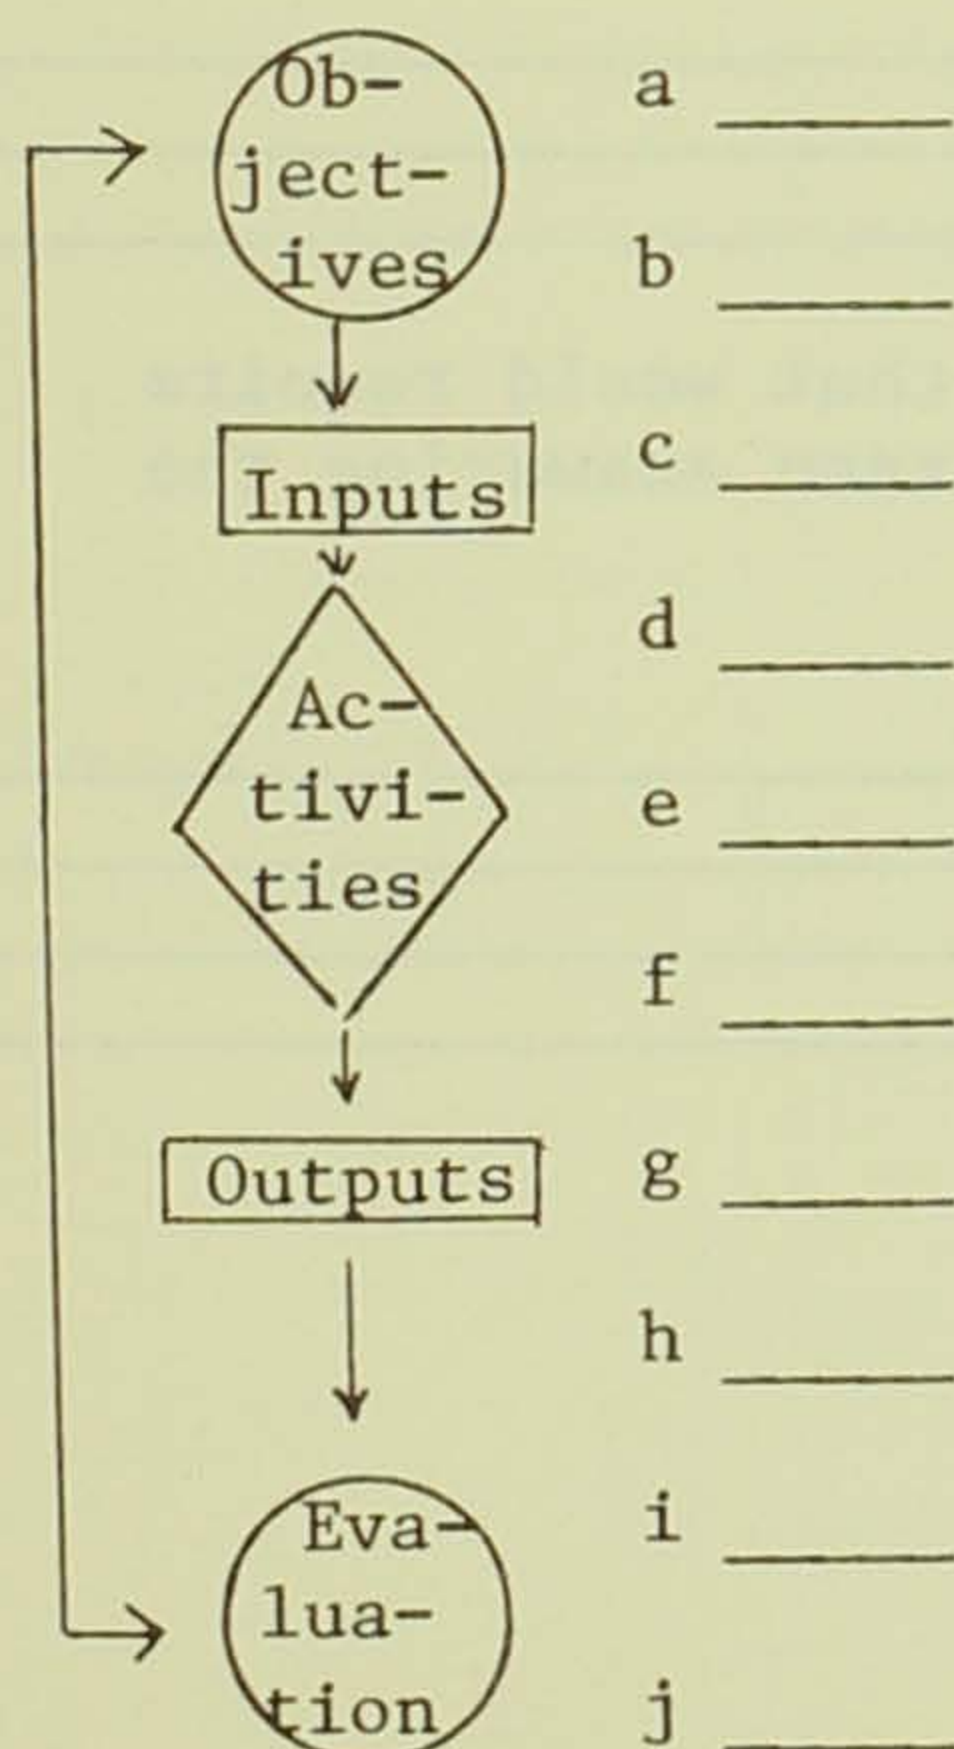 Ob-
ject-
ives
Inputs
Ac-
tivi-
ties
Outputs
Eva-
lua-
tion
a
b
c
d
e
f
g
h
i
j